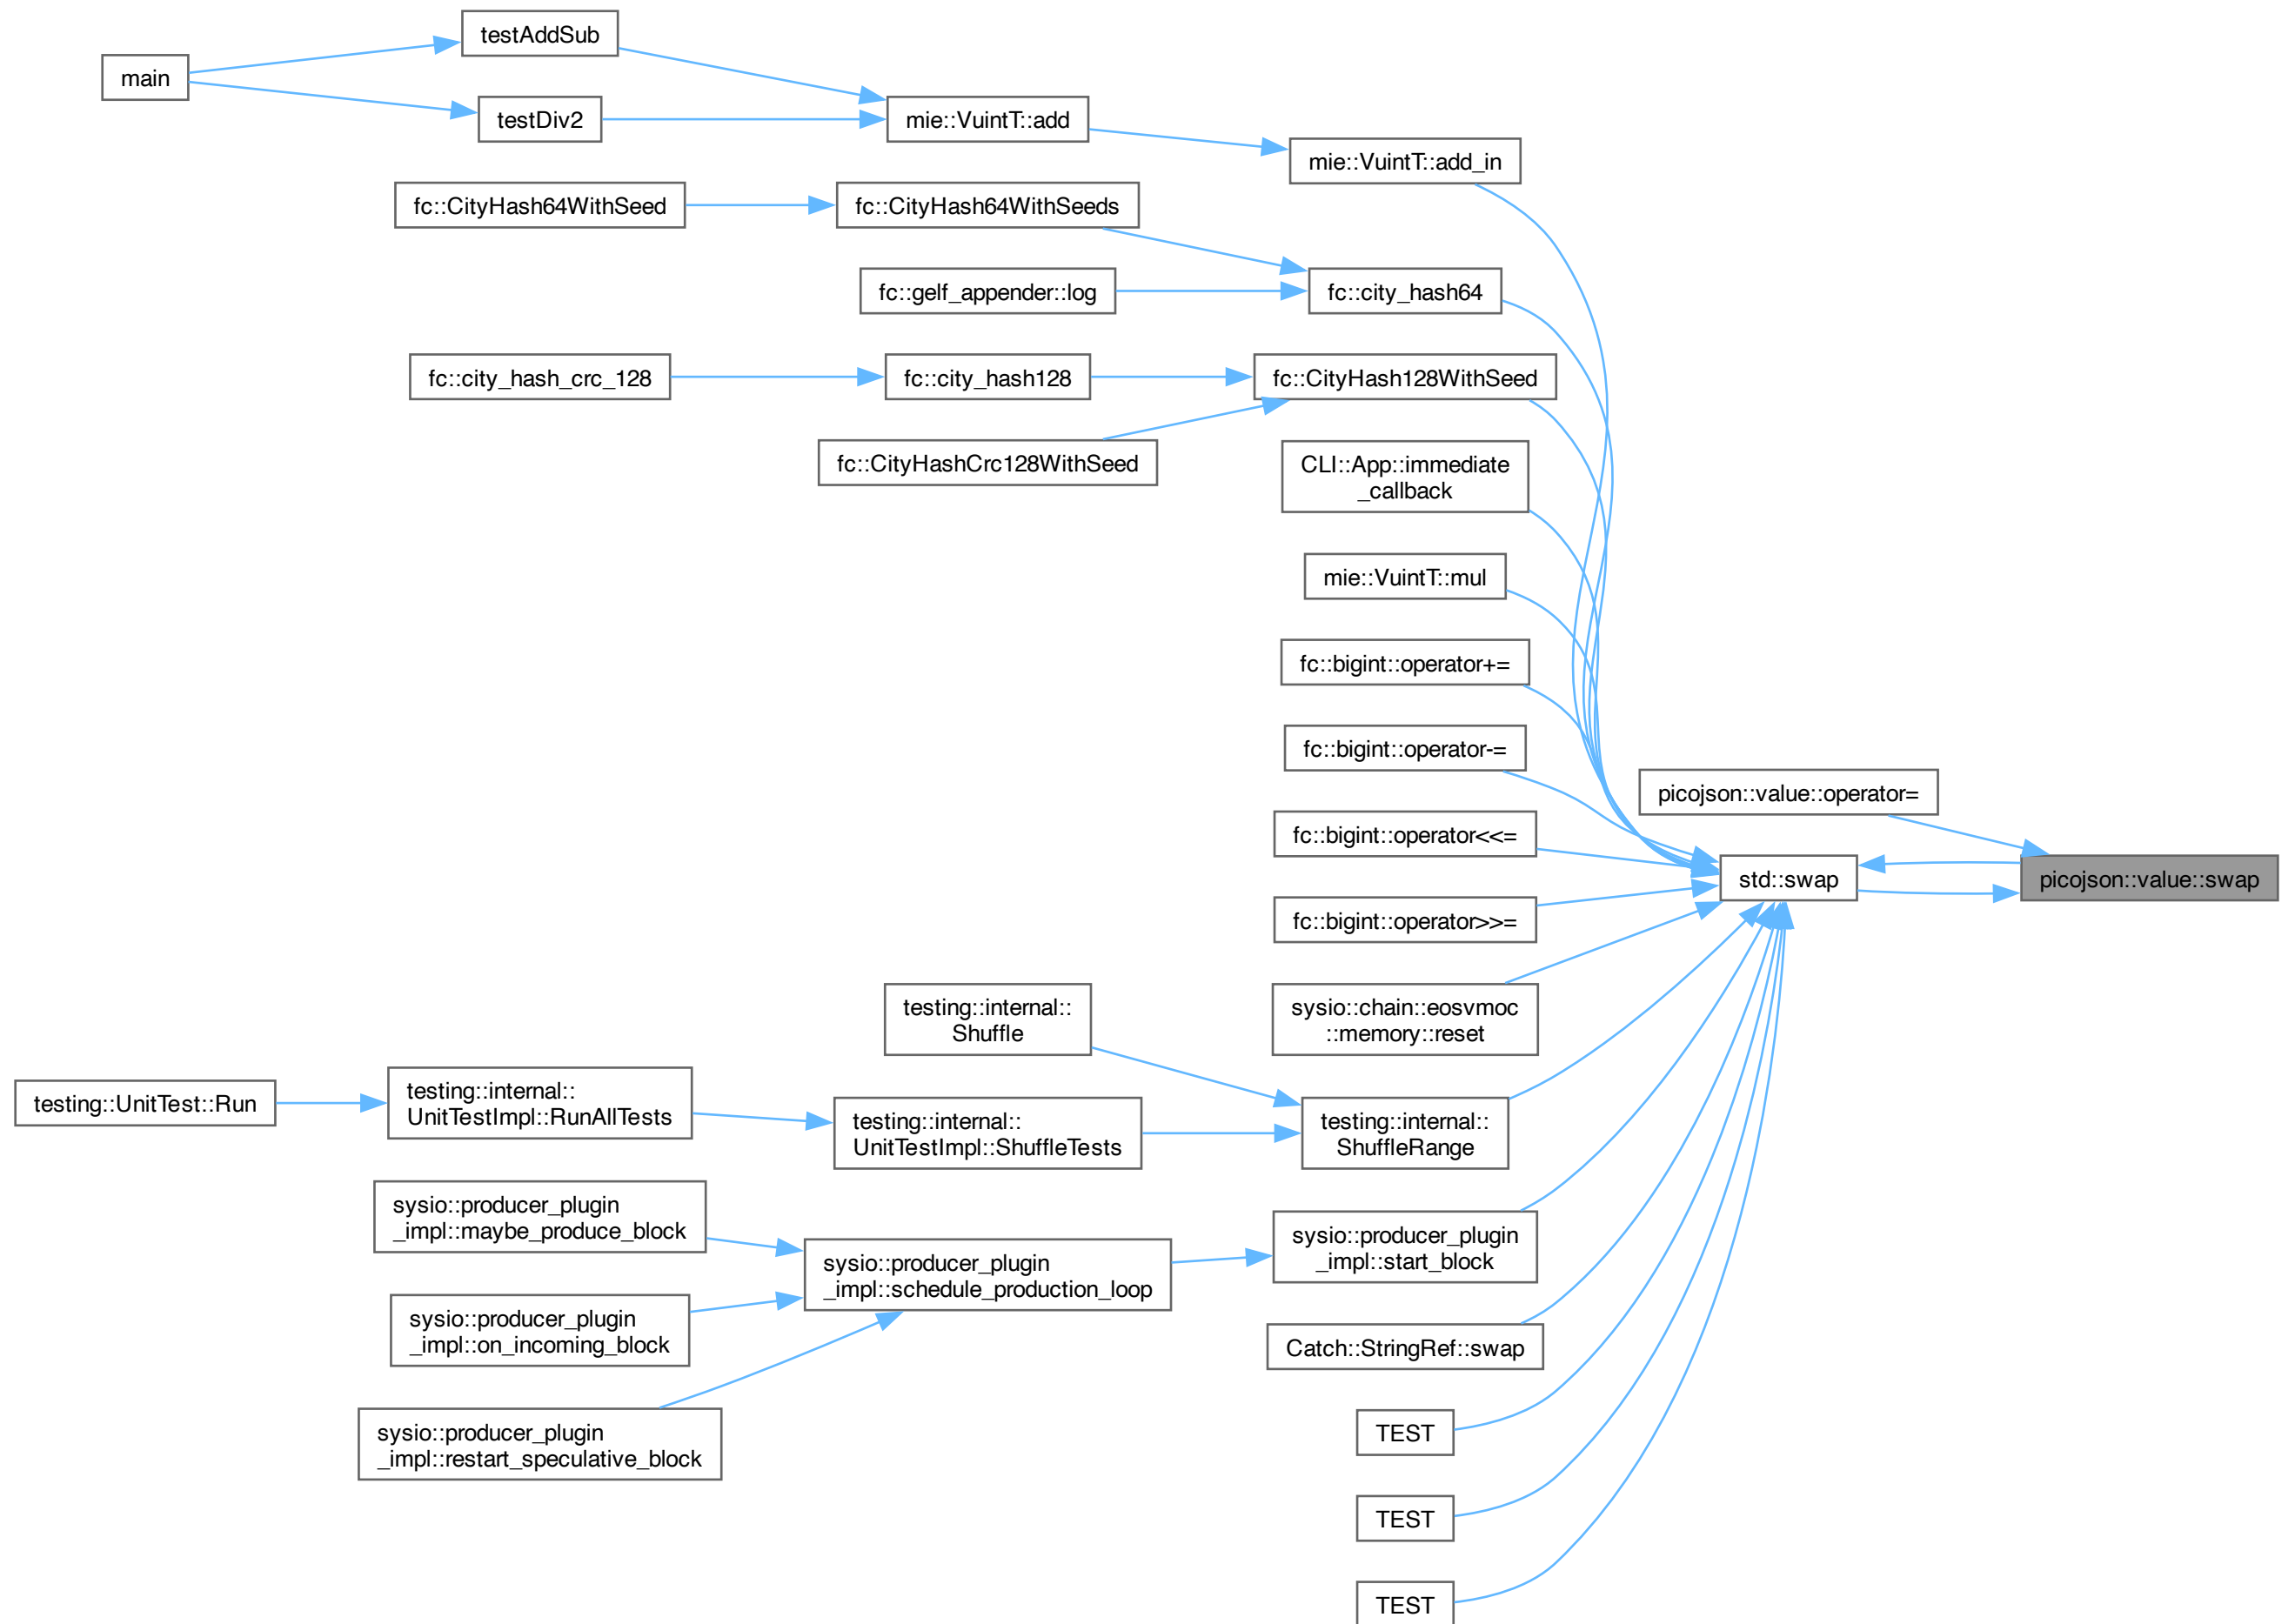 testAddSub
main
testDiv2
mie::VuintT::add
mie::VuintT::add_in
fc::CityHash64WithSeed
fc::CityHash64WithSeeds
fc::gelf_appender::log
fc::city_hash64
fc::city_hash_crc_128
fc::city_hash128
fc::CityHash128WithSeed
fc::CityHashCrc128WithSeed
CLI::App::immediate
_callback
mie::VuintT::mul
fc::bigint::operator+=
fc::bigint::operator-=
picojson::value::operator=
fc::bigint::operator<<=
std::swap
picojson::value::swap
fc::bigint::operator>>=
sysio::chain::eosvmoc
::memory::reset
testing::internal::
Shuffle
testing::UnitTest::Run
testing::internal::
UnitTestImpl::RunAllTests
testing::internal::
UnitTestImpl::ShuffleTests
testing::internal::
ShuffleRange
sysio::producer_plugin
_impl::maybe_produce_block
sysio::producer_plugin
_impl::start_block
sysio::producer_plugin
_impl::schedule_production_loop
sysio::producer_plugin
_impl::on_incoming_block
Catch::StringRef::swap
sysio::producer_plugin
_impl::restart_speculative_block
TEST
TEST
TEST